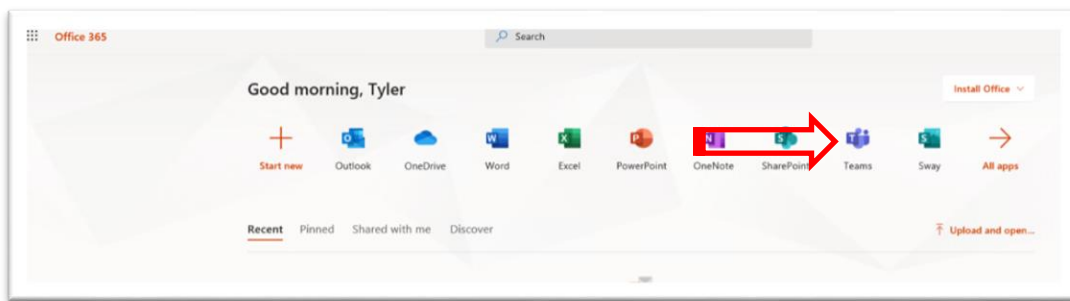 Office 365
Search
Good morning, Tyler
Install Office
Start new
Outlook
OneDrive
Word
Excel
PowerPoint
OneNote
SharePoint
Teams
Sway
All apps
Recent
Pinned
Shared with me
Discover
Upload and open...